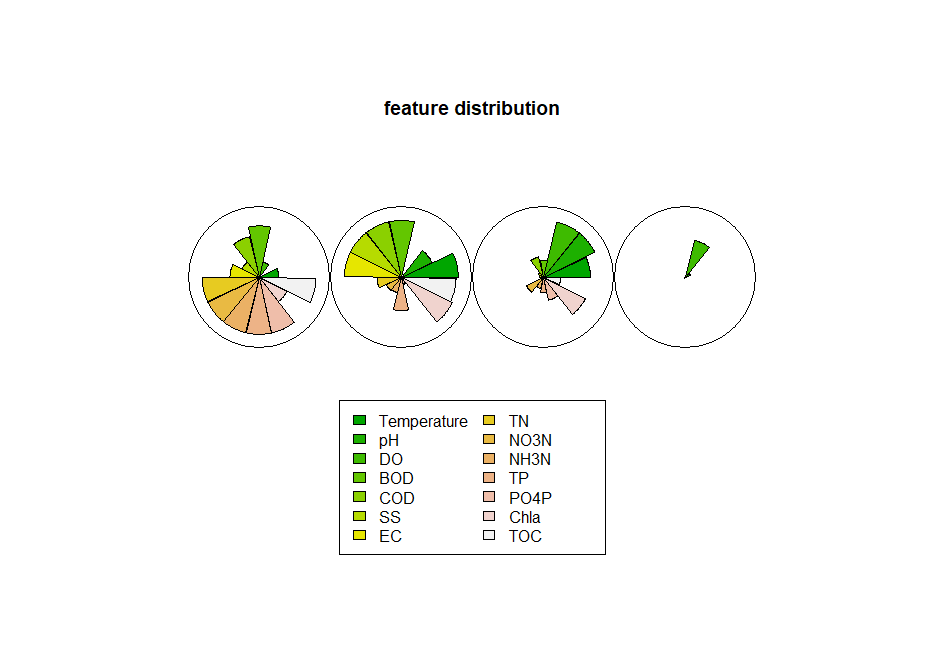 feature distribution
Temperature
pH
DO
BOD
COD
SS
EC
TN
NO3N
NH3N
TP
PO4P
Chla
TOC